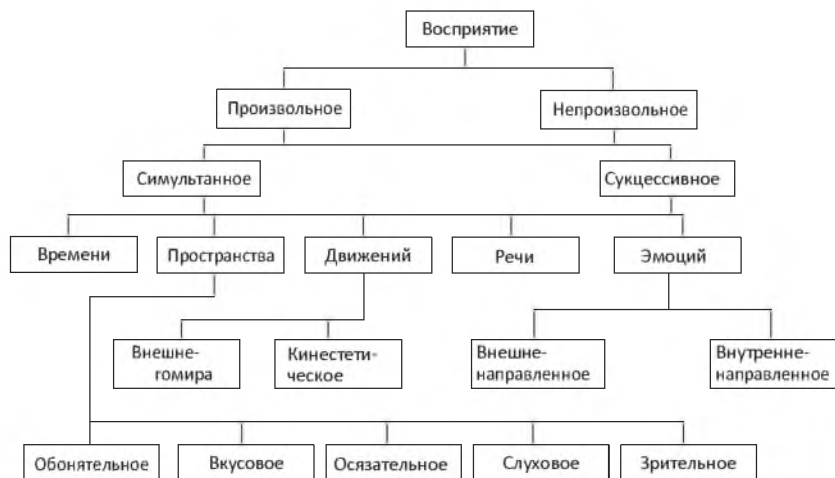 Восприятие
Произвольное
Непроизвольное
Симультанное
Сукцессивное
Времени
Пространства
Движений
Речи
Эмоций
Внешне-
гомира
Кинестети-
ческое
Внешне-
направленное
Внутренне-
направленное
Обонятельное
Вкусовое
Осязательное
Слуховое
Зрительное